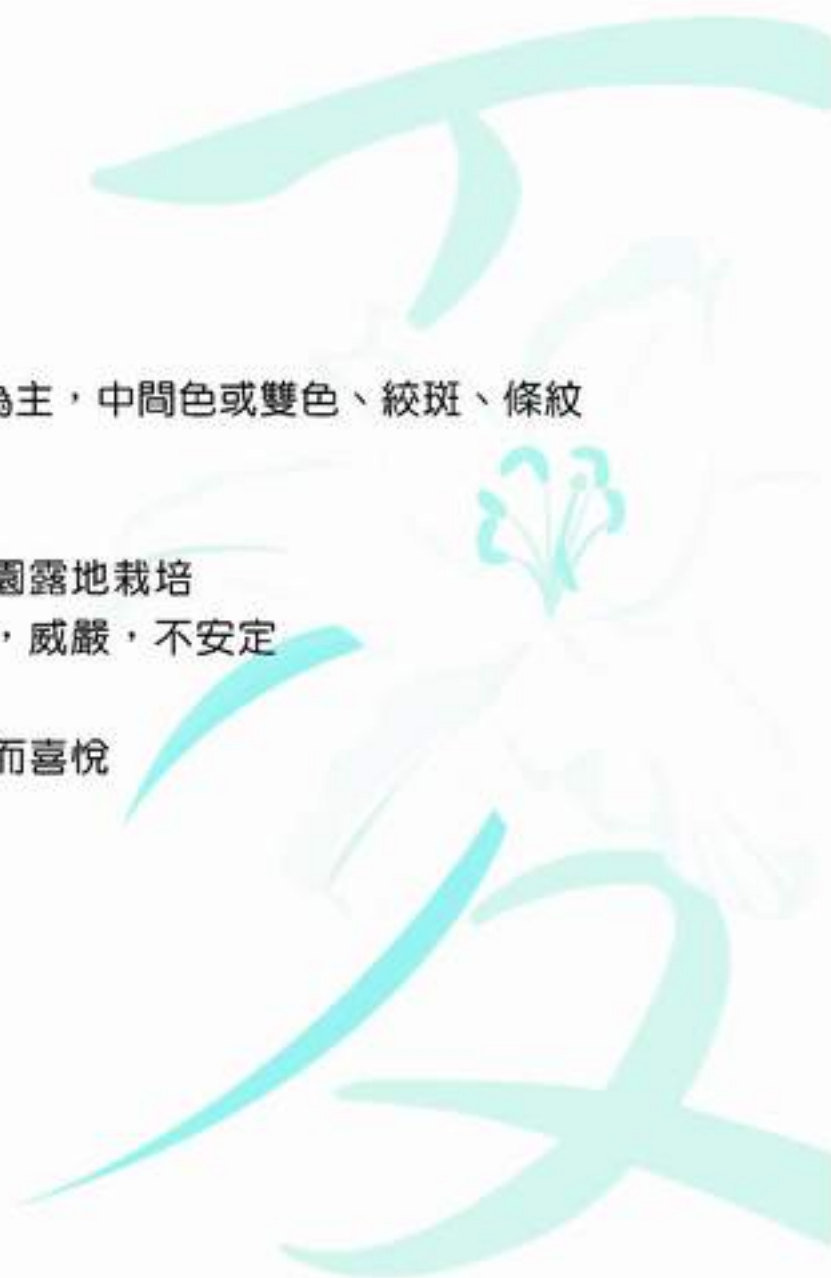 為主，中間色或雙色、絞斑、條紋
園露地栽培
，威嚴，不安定
而喜悅
夏